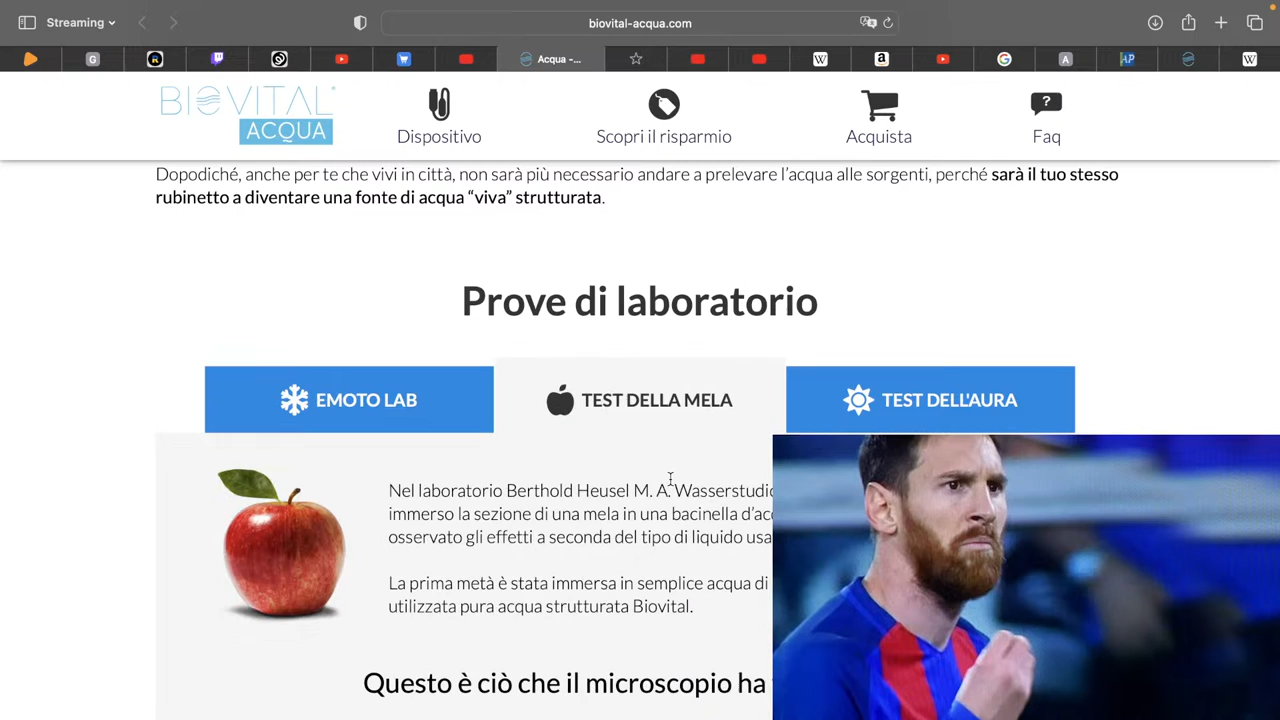 Streaming
biovital-acqua.com
Acqua -...
BIOVITAL
ACQUA
Dispositivo
Scopri il risparmio
Acquista
Faq
Dopodiché, anche per te che vivi in città, non sarà più necessario andare a prelevare l'acqua alle sorgenti, perché sarà il tuo stesso
rubinetto a diventare una fonte di acqua “viva” strutturata.
Prove di laboratorio
EMOTO LAB
TEST DELLA MELA
TEST DELL'AURA
Nel laboratorio Berthold Heusel M. A. Wasserstudio
immerso la sezione di una mela in una bacinella d'acq
osservato gli effetti a seconda del tipo di liquido usa
La prima metà è stata immersa in semplice acqua di
utilizzata pura acqua strutturata Biovital.
Questo è ciò che il microscopio ha